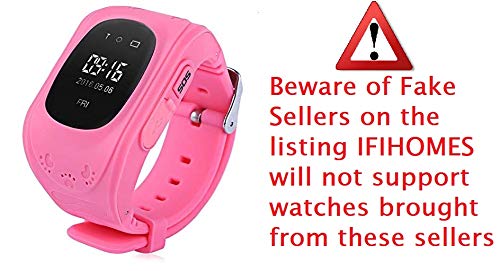 09:16
2016.05.06
FRI
SOS
!
Beware of Fake
Sellers on the
listing IFIHOMES
will not support
watches brought
from these sellers